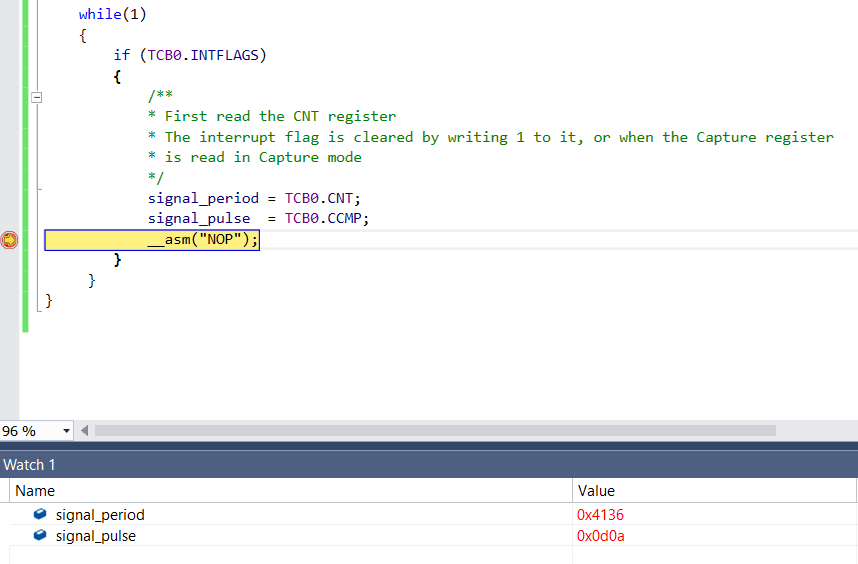 while(1)
{
if (TCB0.INTFLAGS)
{
/**
* First read the CNT register
* The interrupt flag is cleared by writing 1 to it, or when the Capture register
* is read in Capture mode
*/
signal_period = TCB0.CNT;
signal_pulse  = TCB0.CCMP;
__asm("NOP");
}
}
}
96 %
Watch 1
Name Value
signal_period 0x4136
signal_pulse 0x0d0a